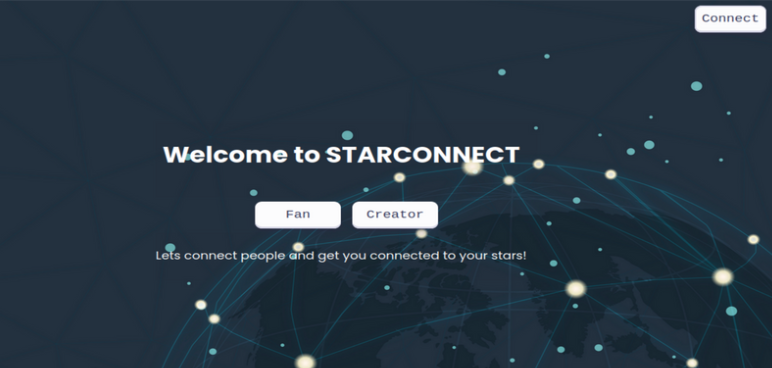 Connect
Welcome to STARCONNECT
Fan
Creator
Lets connect people and get you connected to your stars!